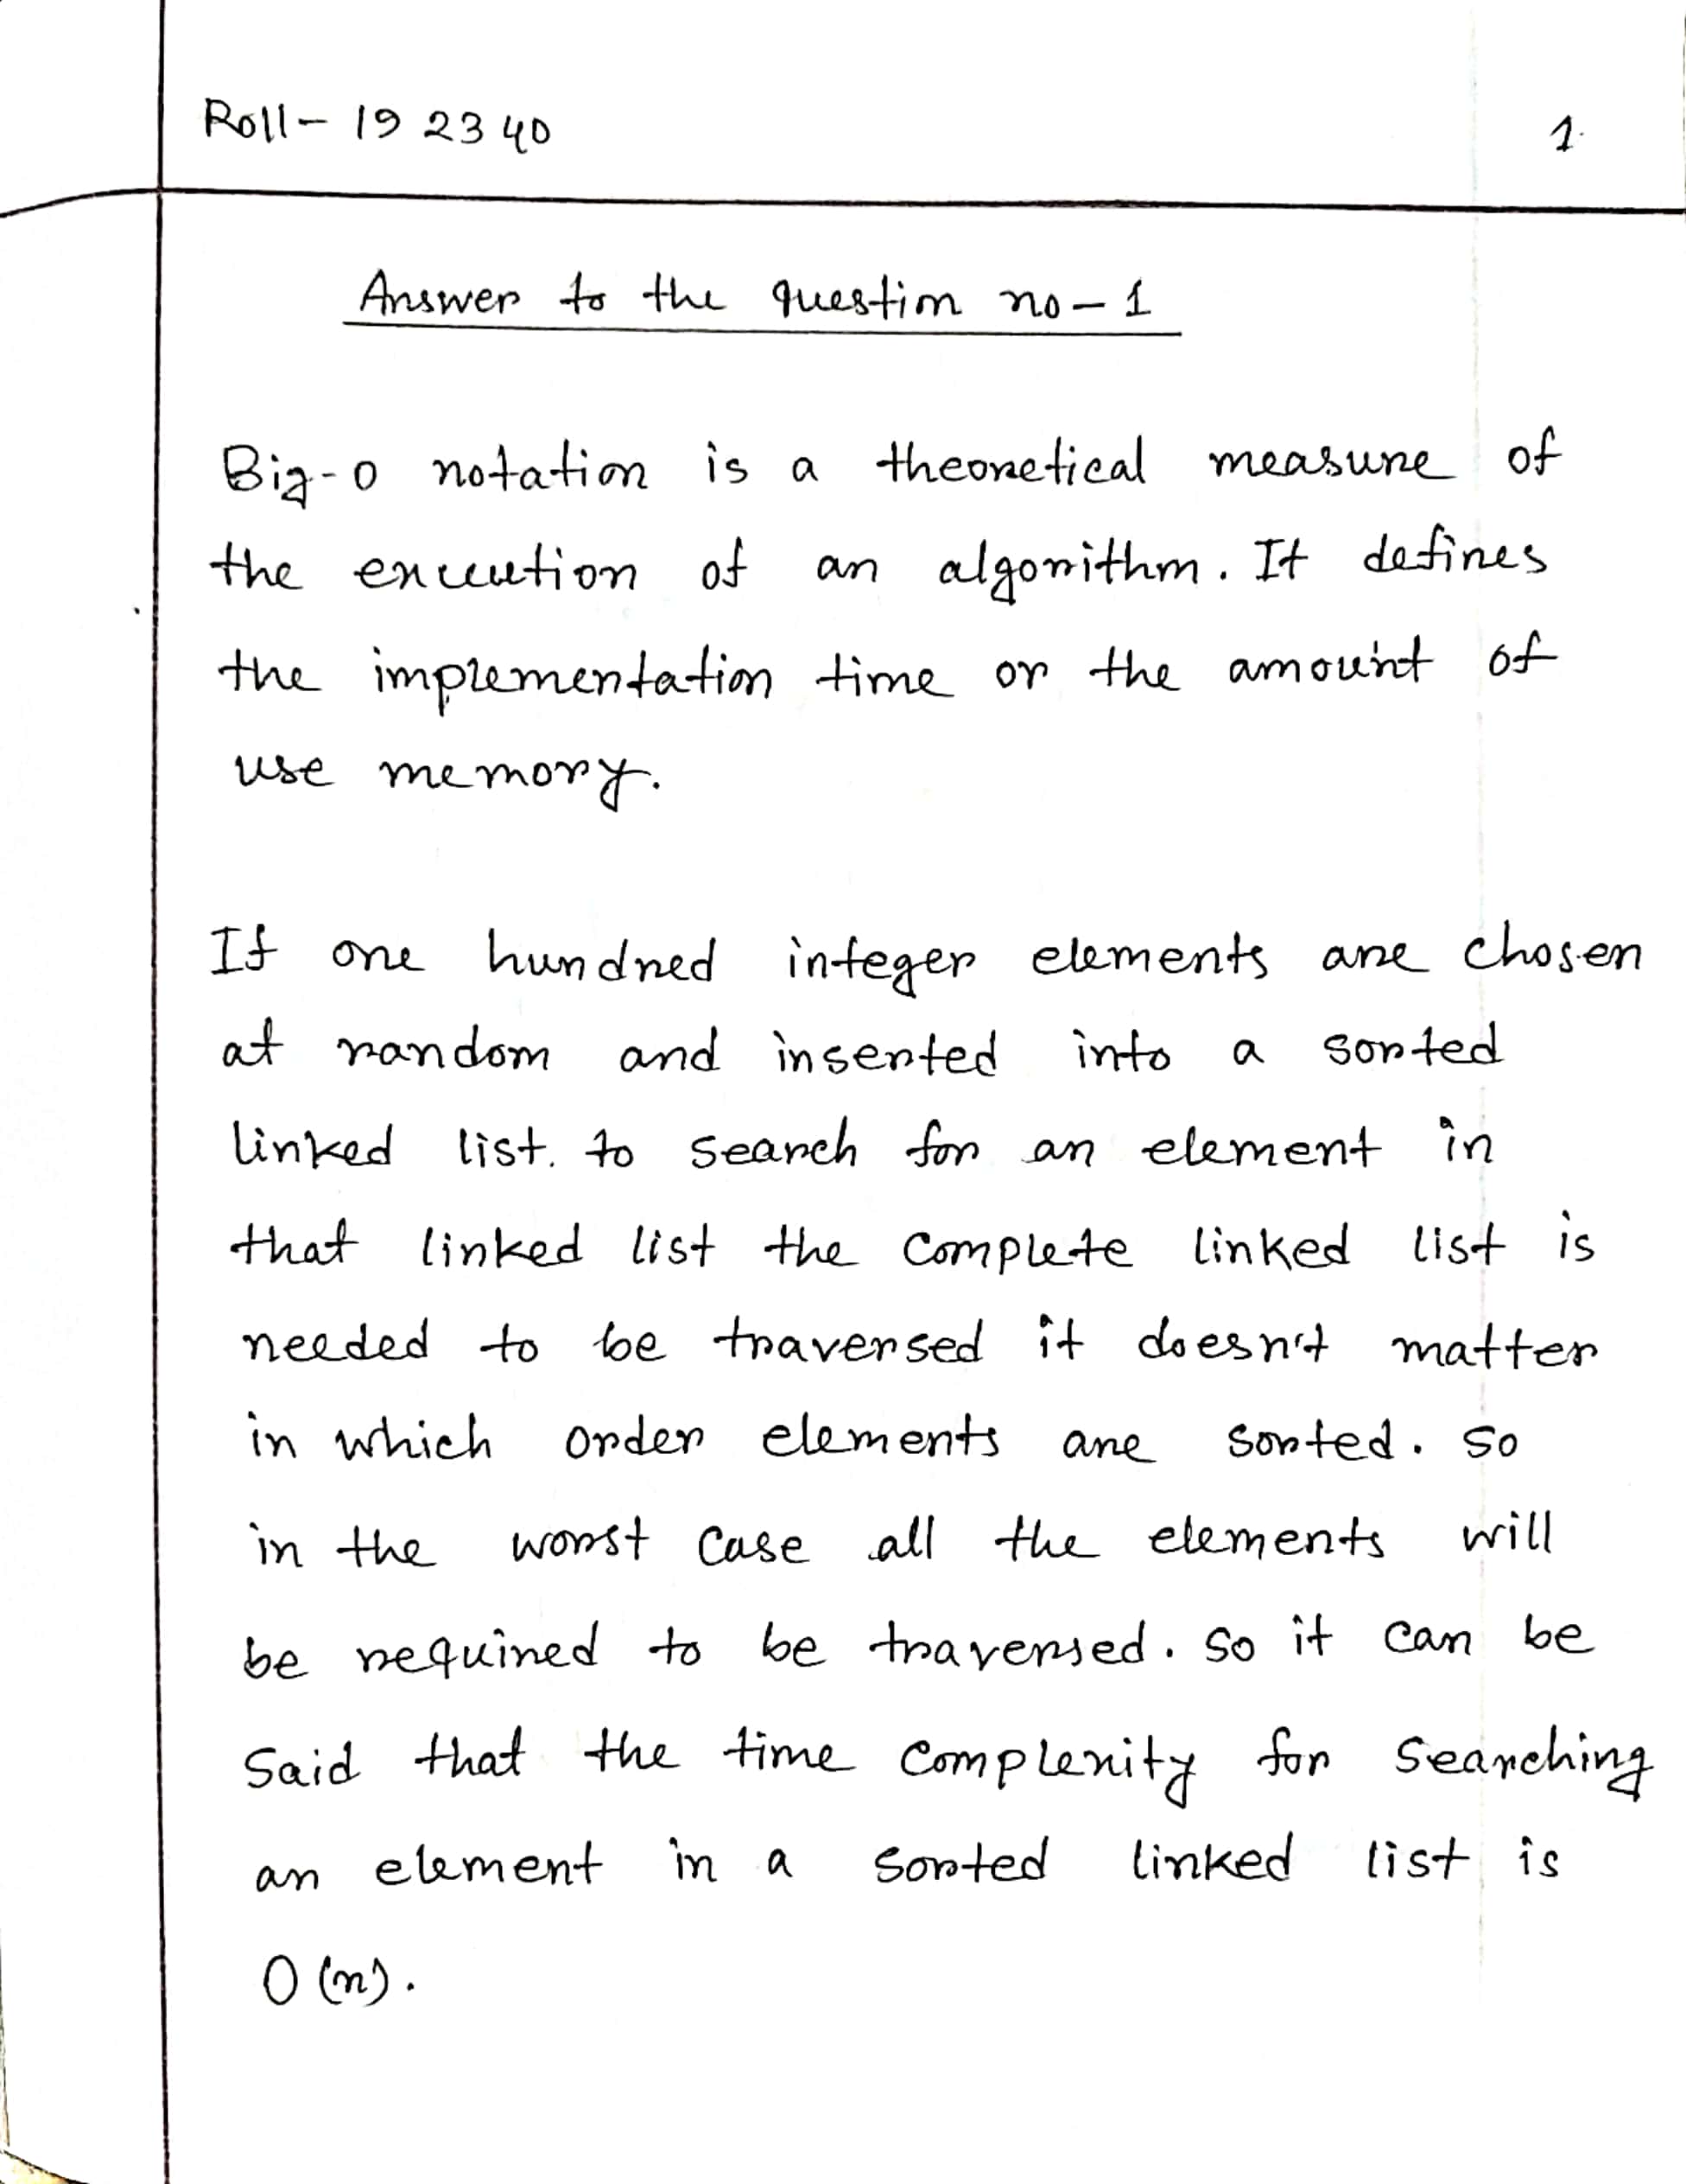 Roll- 19 23 40
1.
Answer to the question no-1
Big-O notation is a theoretical measure of
the execution of an algorithm. It defines
the implementation time or the amount of
use memory.
If one hundred integer elements are chosen
at random and inserted into a sorted
linked list. to search for an element in
that linked list the complete linked list is
needed to be traversed it doesn't matter
in which order elements are sorted. so
in the worst case all the elements will
be required to be traversed. so it can be
said that the time complexity for searching
an element in a sorted linked list is
O(n).